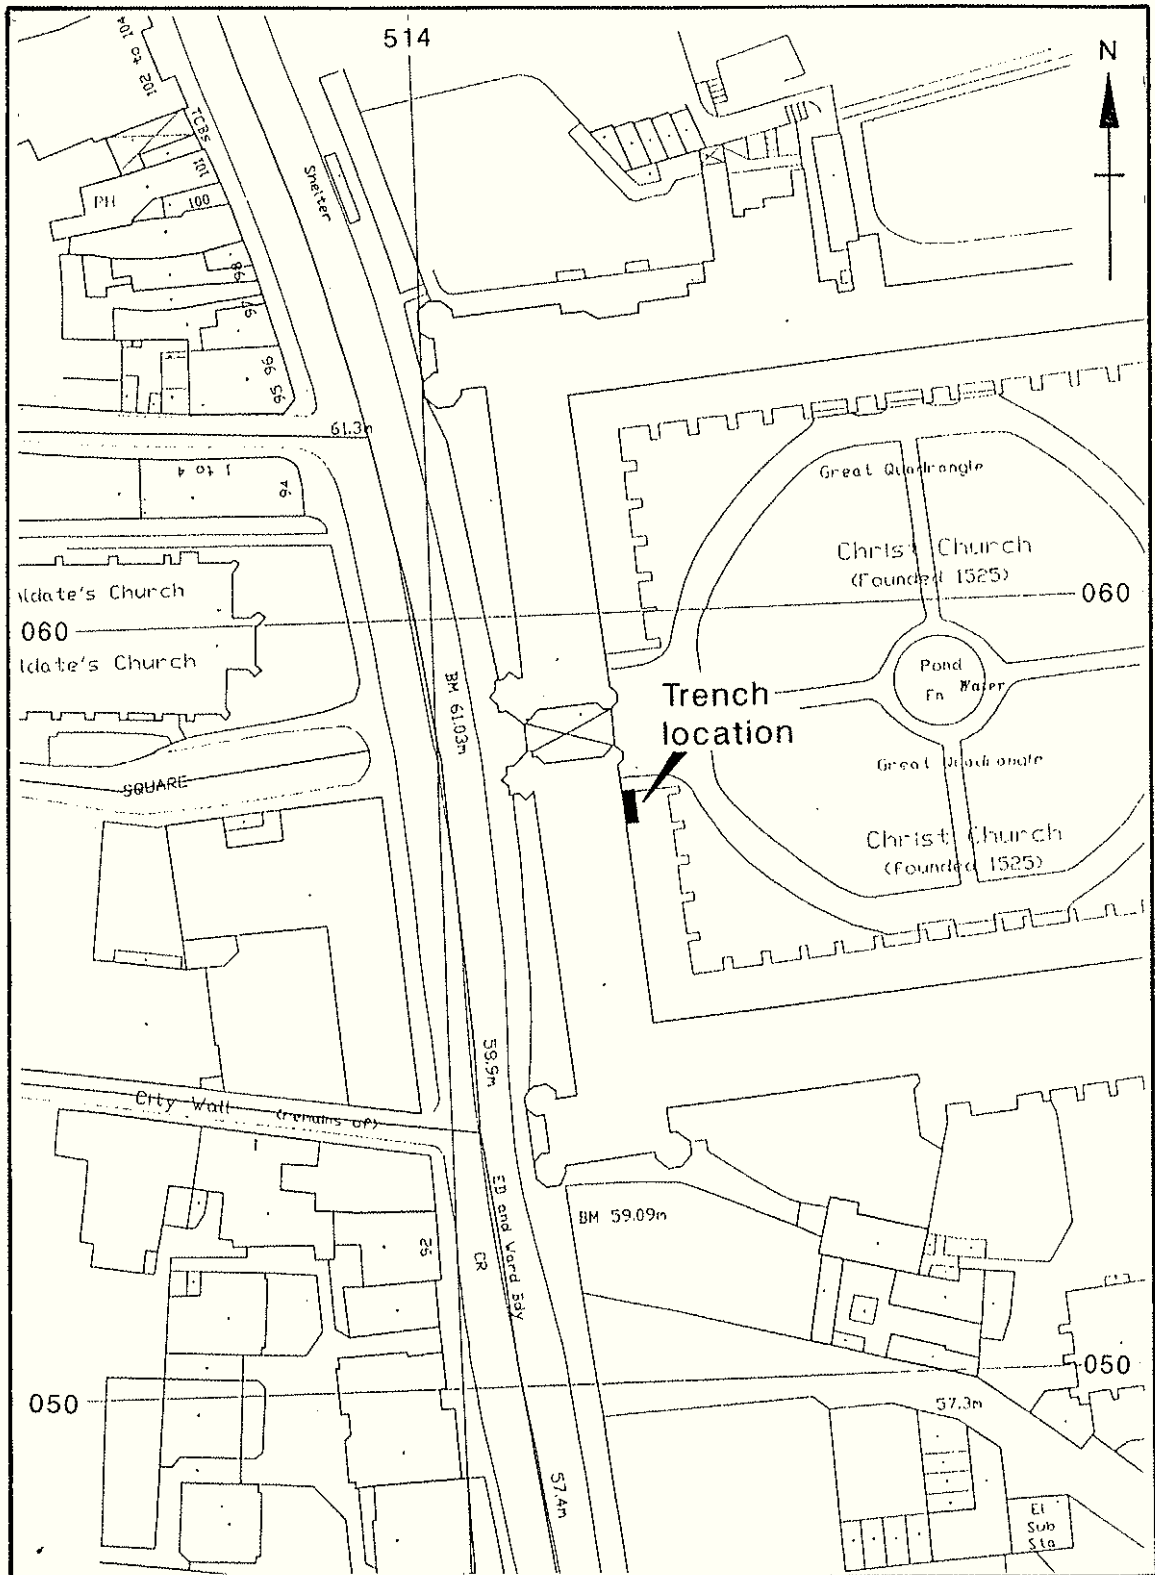 514
N
102 to 104
TCBs
101
PH
100
Shelter
98
97
95 96
61.3m
1 to 4
94
Great Quadrangle
Christ Church
(Founded 1525)
ldate's Church
060
060
ldate's Church
BM 61.03m
Pond
Fn
Water
Trench
location
SQUARE
Great Quadrangle
Christ Church
(Founded 1525)
58.9m
City Wall (remains of)
ED and Ward Bdy
CR
BM 59.09m
050
050
57.3m
57.4m
El
Sub
Sta